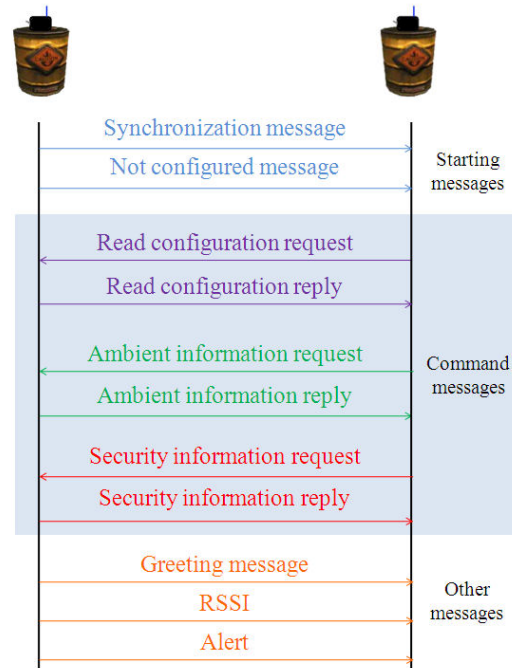 Synchronization message
Not configured message
Starting
messages
Read configuration request
Read configuration reply
Ambient information request
Ambient information reply
Command
messages
Security information request
Security information reply
Greeting message
RSSI
Alert
Other
messages